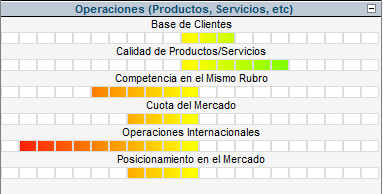 Operaciones (Productos, Servicios, etc)
Base de Clientes
Calidad de Productos/Servicios
Competencia en el Mismo Rubro
Cuota del Mercado
Operaciones Internacionales
Posicionamiento en el Mercado